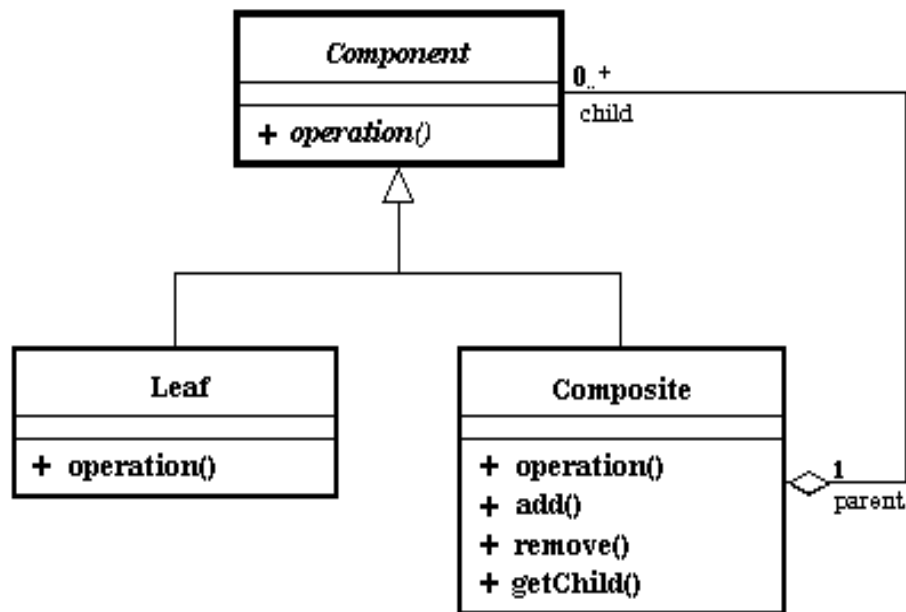 Component
+ operation()
0..*
child
Leaf
+ operation()
Composite
+ operation()
+ add()
+ remove()
+ getChild()
1
parent